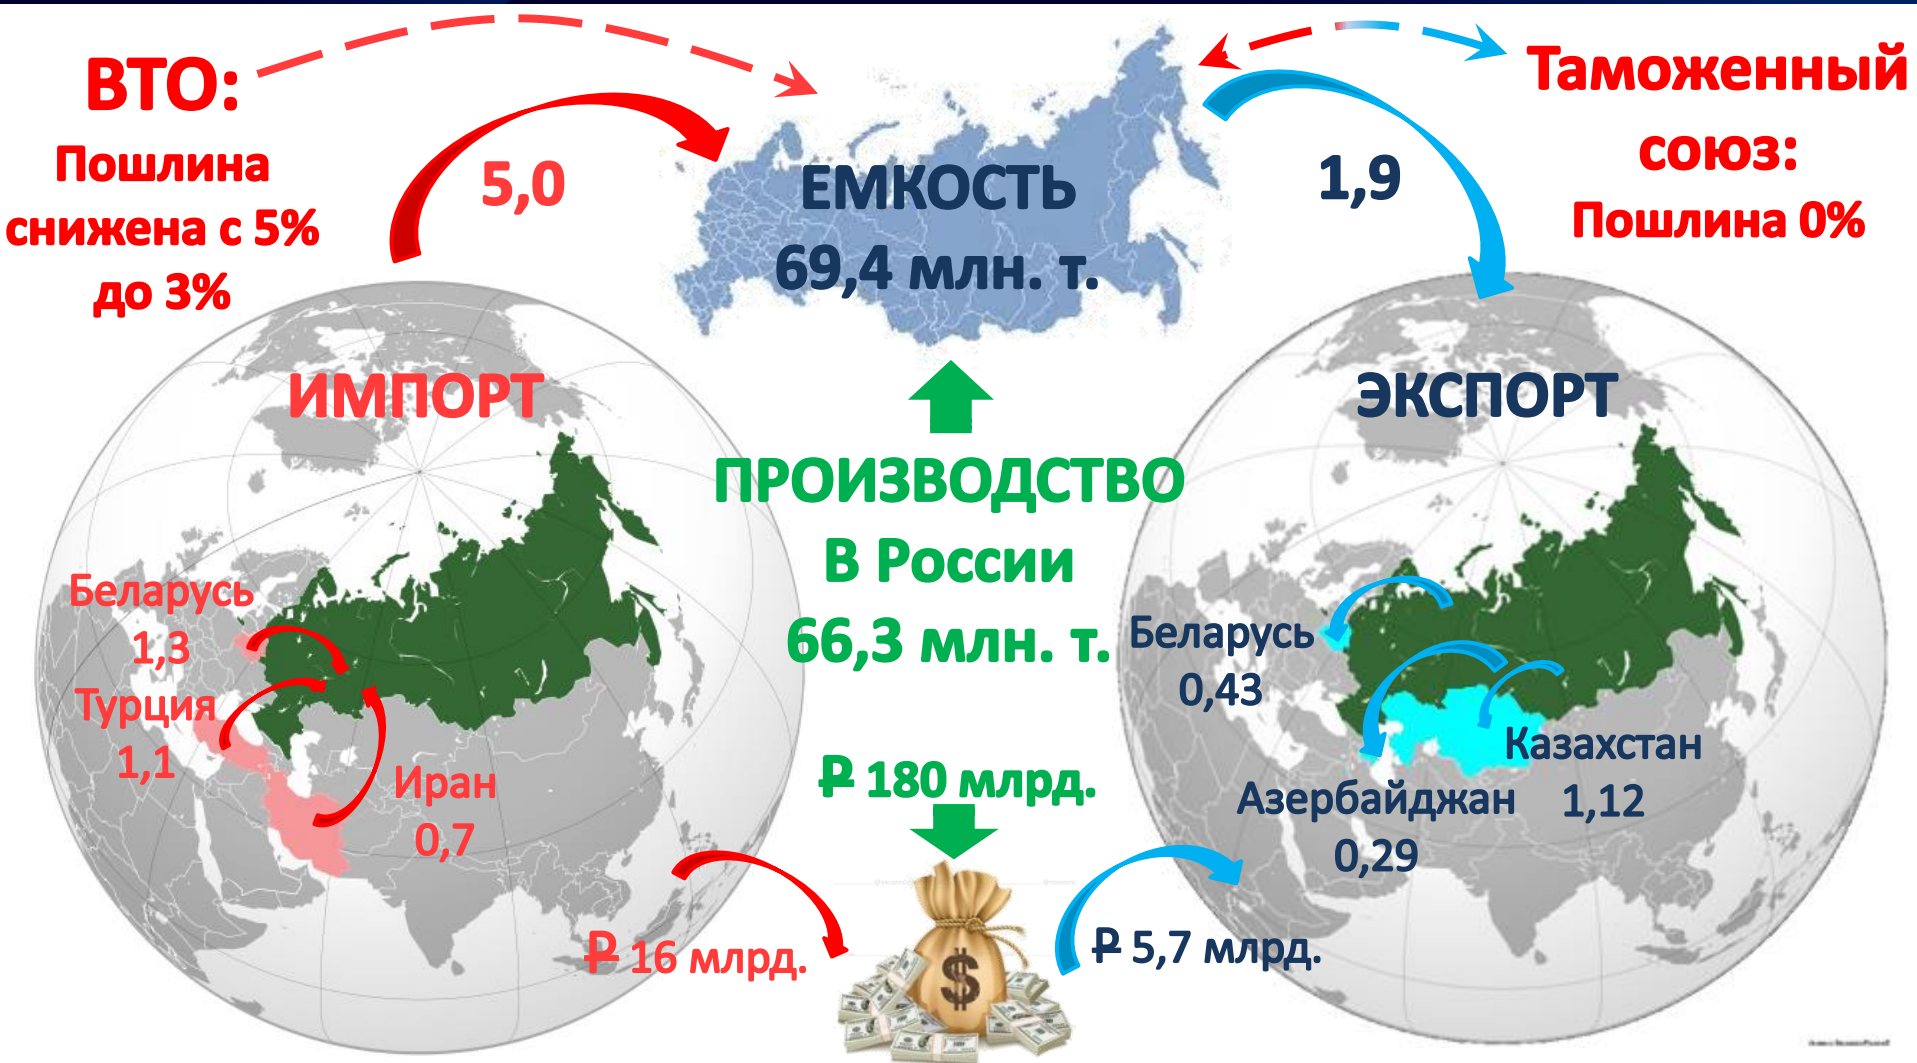 ВТО:
Пошлина
снижена с 5%
до 3%
5,0
ЕМКОСТЬ
69,4 млн. т.
1,9
Таможенный
союз:
Пошлина 0%
ИМПОРТ
Беларусь
1,3
Турция
1,1
Иран
0,7
₽ 16 млрд.
ПРОИЗВОДСТВО
В России
66,3 млн. т.
₽ 180 млрд.
$
ЭКСПОРТ
Беларусь
0,43
Казахстан
1,12
Азербайджан
0,29
₽ 5,7 млрд.